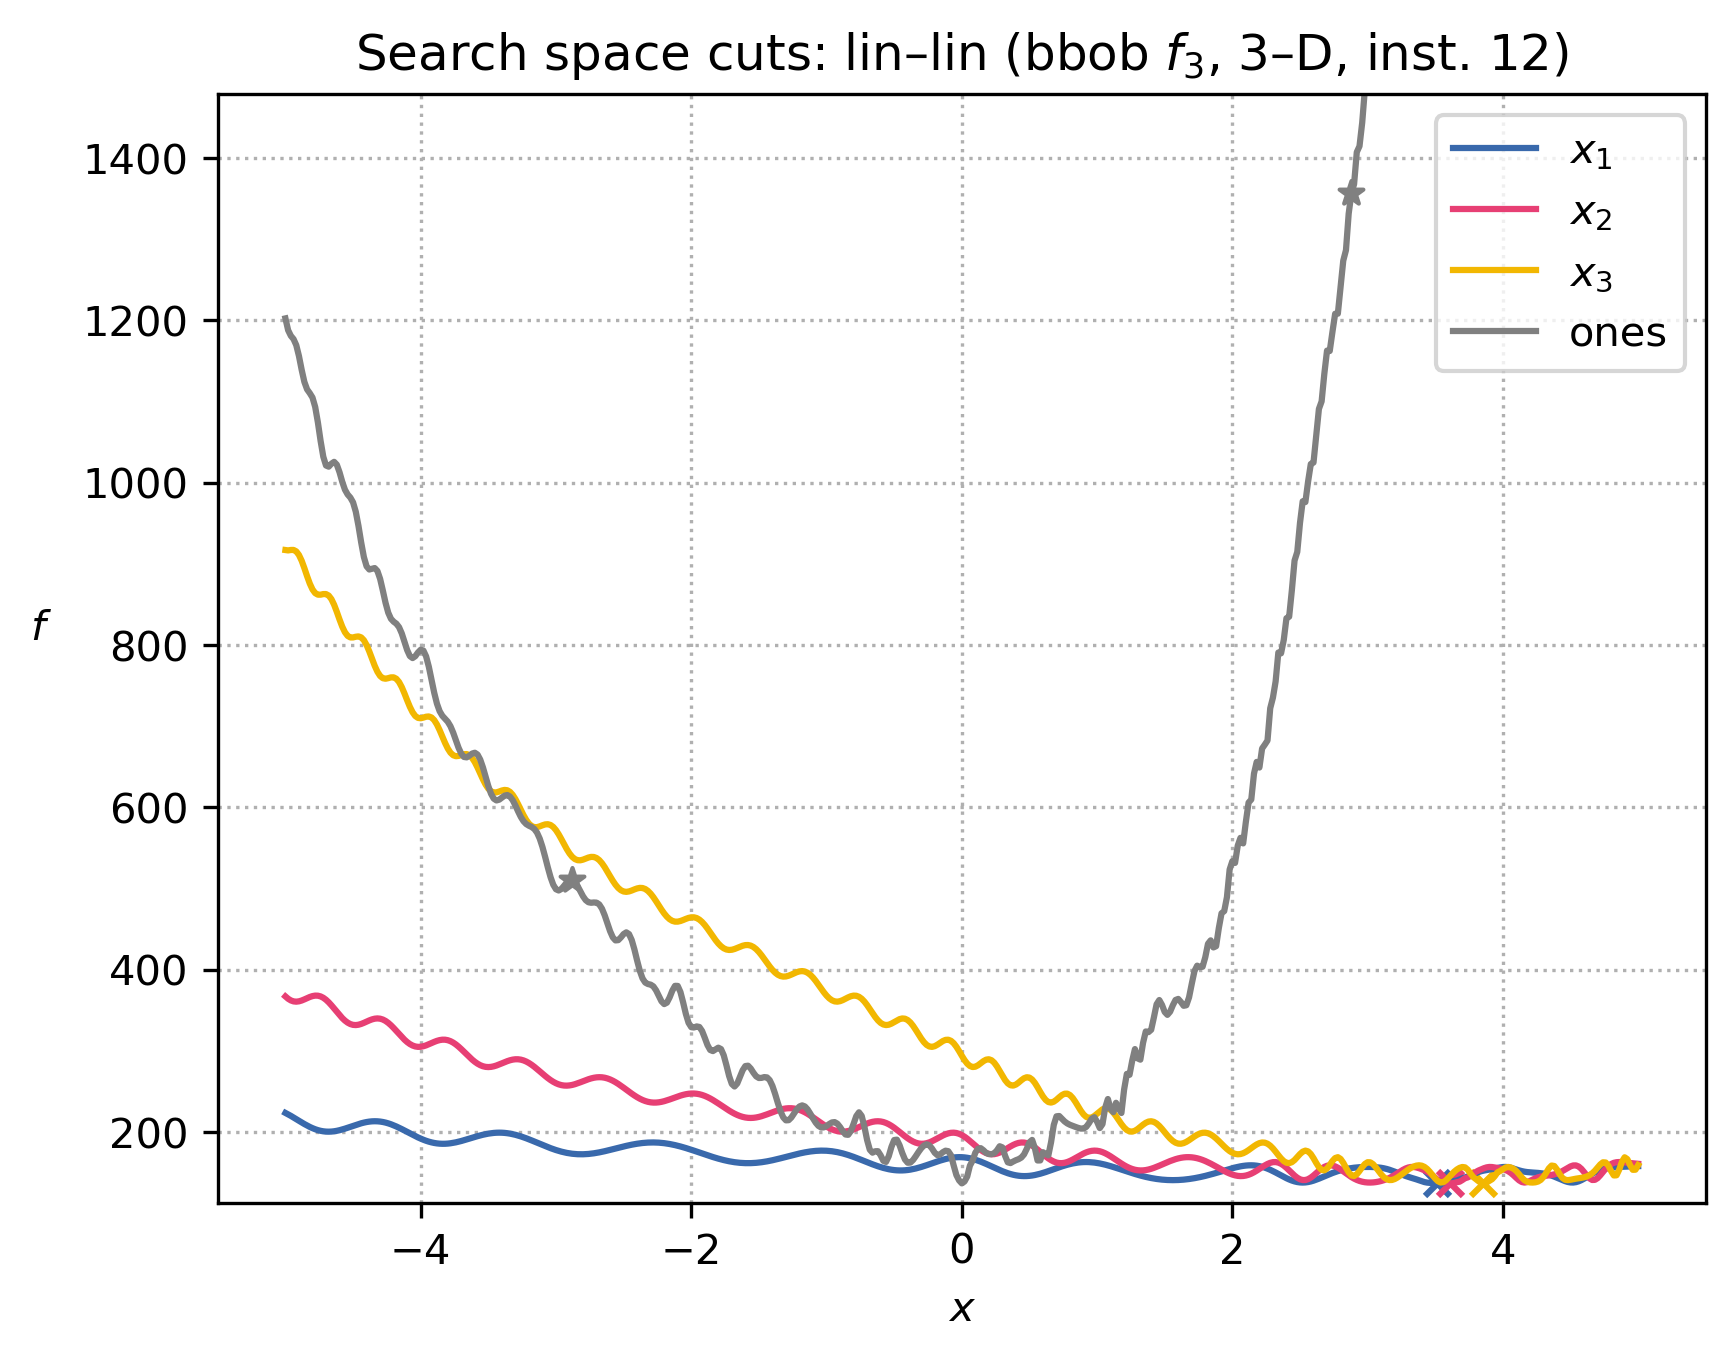 Search space cuts: lin–lin (bbob f₃, 3–D, inst. 12)
1400
1200
1000
800
600
400
200
f
−4
−2
0
2
4
x
x₁
x₂
x₃
ones